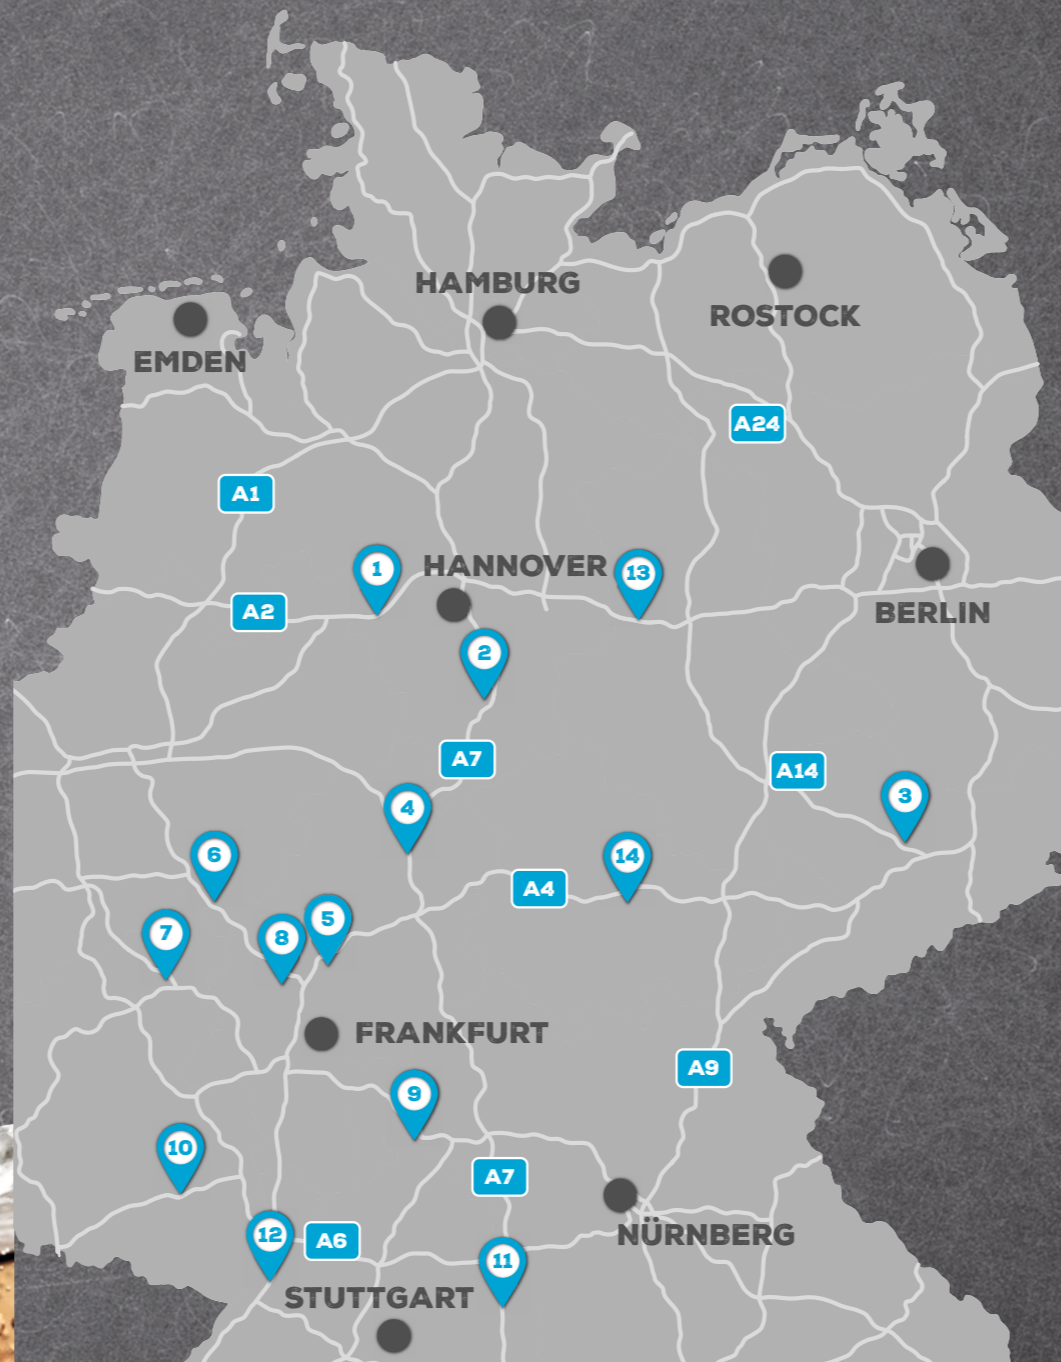 HAMBURG
ROSTOCK
EMDEN
A24
A1
1
HANNOVER
13
BERLIN
A2
2
A7
A14
3
4
6
14
A4
5
7
8
FRANKFURT
A9
9
10
A7
NÜRNBERG
12
A6
11
STUTTGART